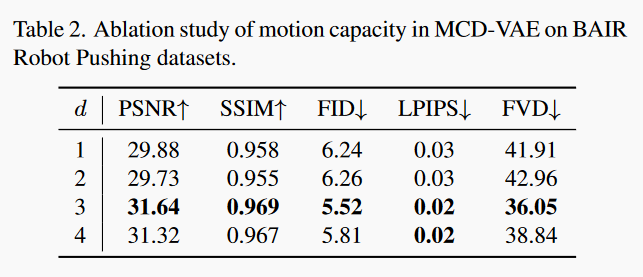 Table 2. Ablation study of motion capacity in MCD-VAE on BAIR
Robot Pushing datasets.
d PSNR↑ SSIM↑ FID↓ LPIPS↓ FVD↓
1 29.88 0.958 6.24 0.03 41.91
2 29.73 0.955 6.26 0.03 42.96
3 31.64 0.969 5.52 0.02 36.05
4 31.32 0.967 5.81 0.02 38.84